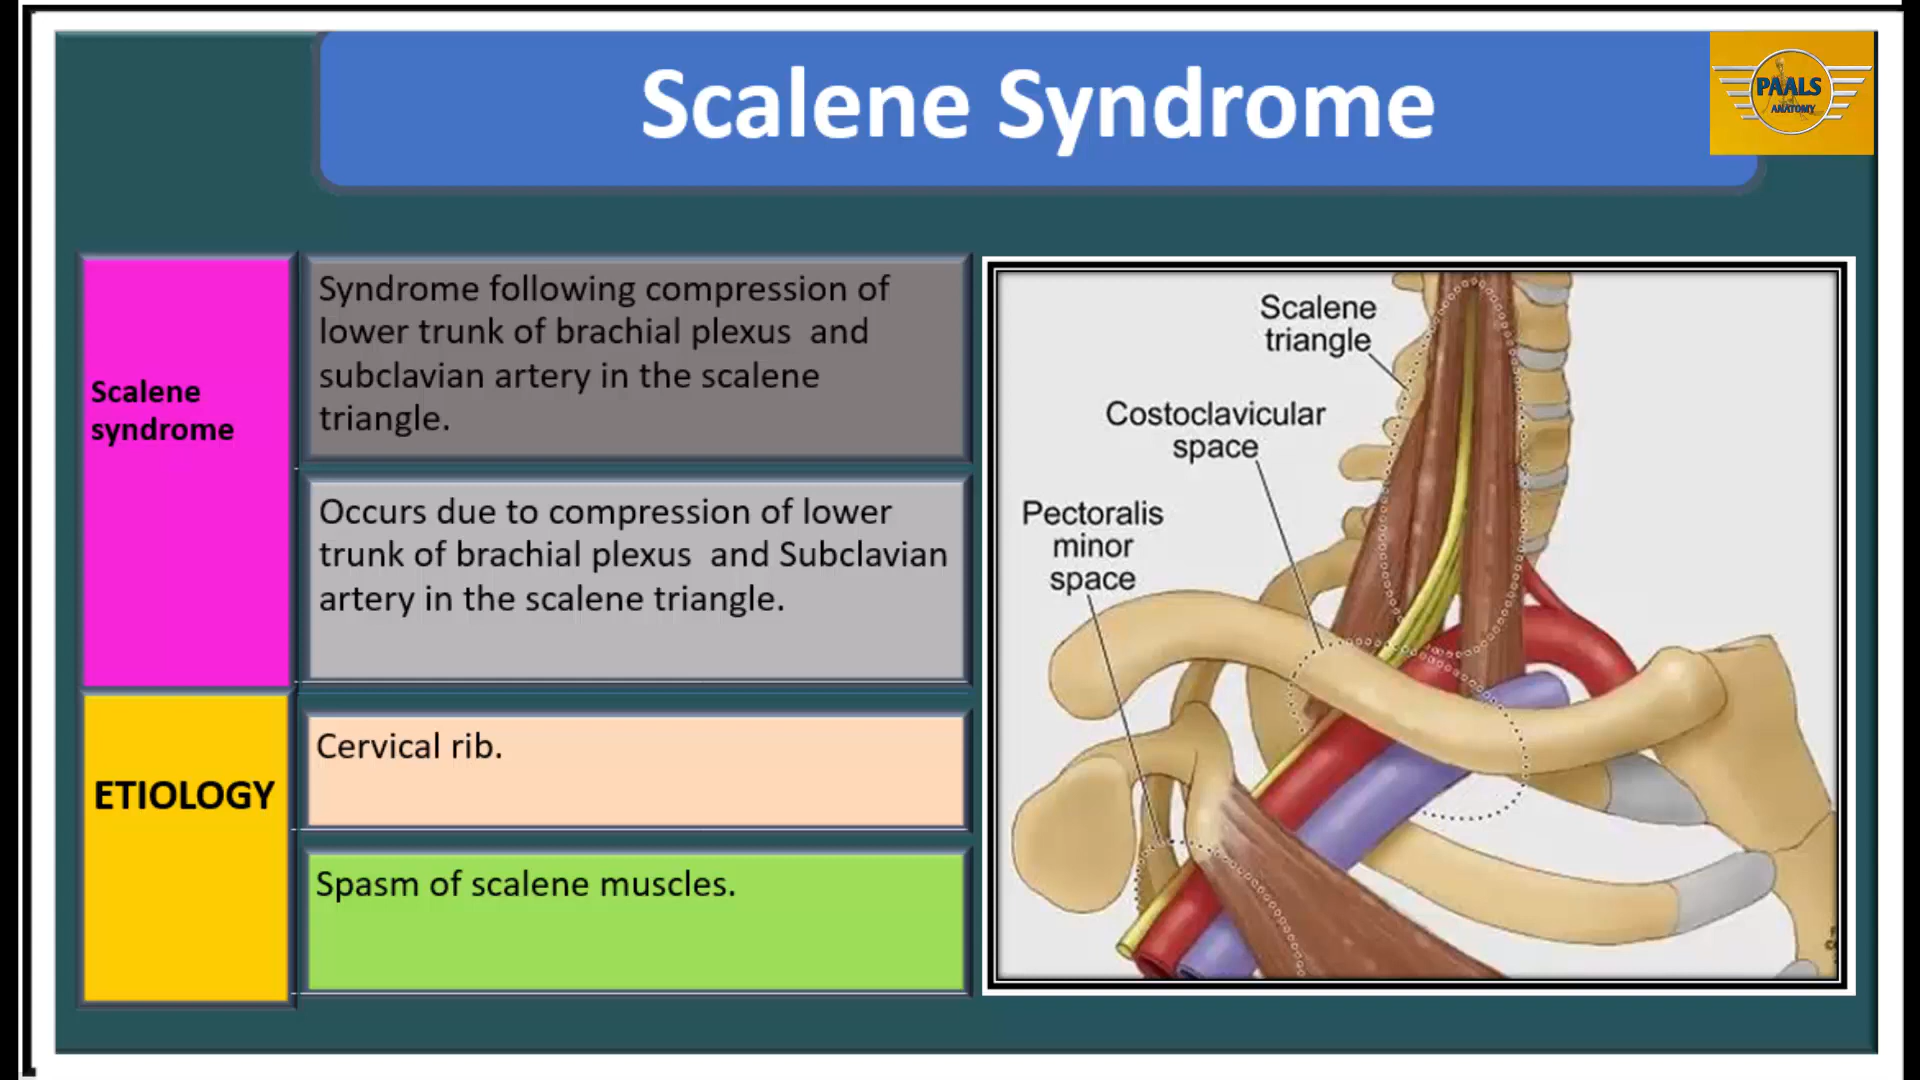 Scalene Syndrome
PAALS
ANATOMY
Scalene
syndrome
Syndrome following compression of
lower trunk of brachial plexus and
subclavian artery in the scalene
triangle.
Occurs due to compression of lower
trunk of brachial plexus and Subclavian
artery in the scalene triangle.
ETIOLOGY
Cervical rib.
Spasm of scalene muscles.
Scalene
triangle
Costoclavicular
space
Pectoralis
minor
space